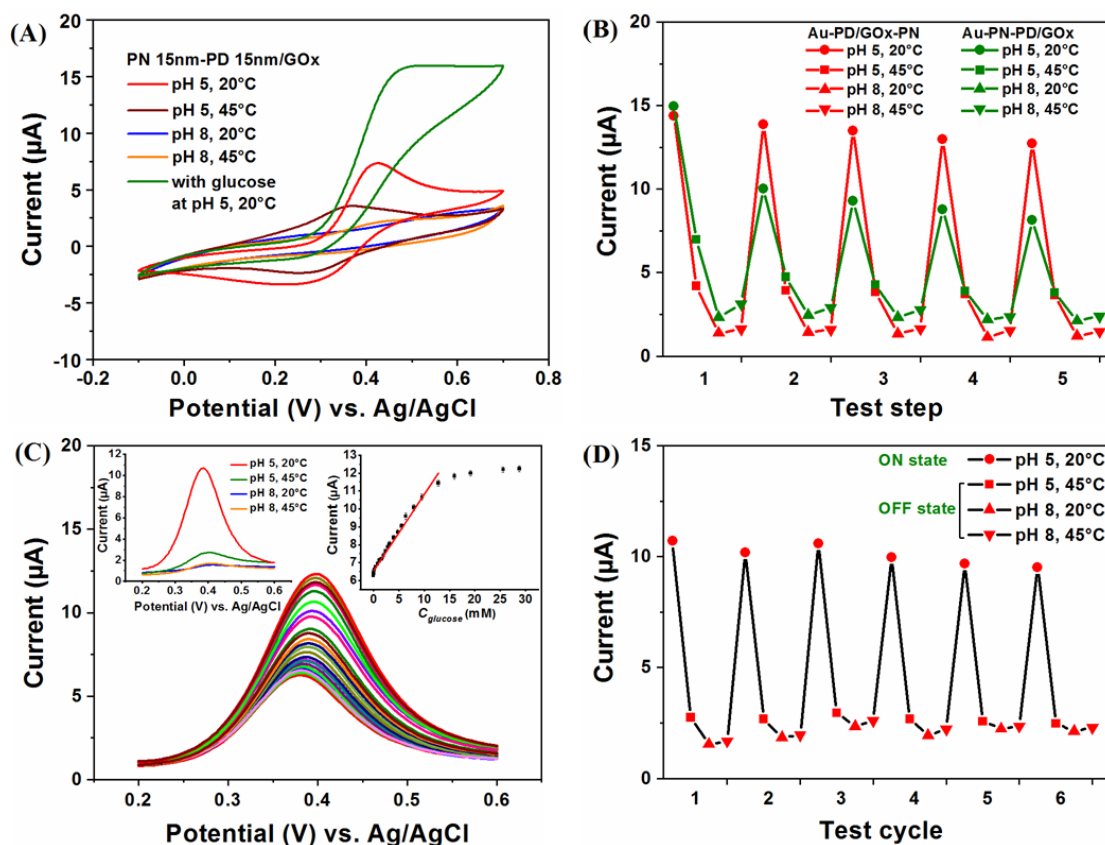 (A)
PN 15nm-PD 15nm/GOx
pH 5, 20°C
pH 5, 45°C
pH 8, 20°C
pH 8, 45°C
with glucose
at pH 5, 20°C
20
15
10
5
0
-5
-10
Current (µA)
-0.2 0.0 0.2 0.4 0.6 0.8
Potential (V) vs. Ag/AgCl
(B)
Au-PD/GOx-PN Au-PN-PD/GOx
pH 5, 20°C pH 5, 20°C
pH 5, 45°C pH 5, 45°C
pH 8, 20°C pH 8, 20°C
pH 8, 45°C pH 8, 45°C
20
15
10
5
0
Current (µA)
1 2 3 4 5
Test step
(C)
20
15
10
5
0
Current (µA)
0.2 0.3 0.4 0.5 0.6
Potential (V) vs. Ag/AgCl
pH 5, 20°C
pH 5, 45°C
pH 8, 20°C
pH 8, 45°C
12
10
8
6
4
2
0
Current (µA)
0.2 0.3 0.4 0.5 0.6
Potential (V) vs. Ag/AgCl
13
12
11
10
9
8
7
6
Current (µA)
0 5 10 15 20 25 30
Cglucose (mM)
(D)
ON state pH 5, 20°C
pH 5, 45°C
OFF state pH 8, 20°C
pH 8, 45°C
15
10
5
0
Current (µA)
1 2 3 4 5 6
Test cycle